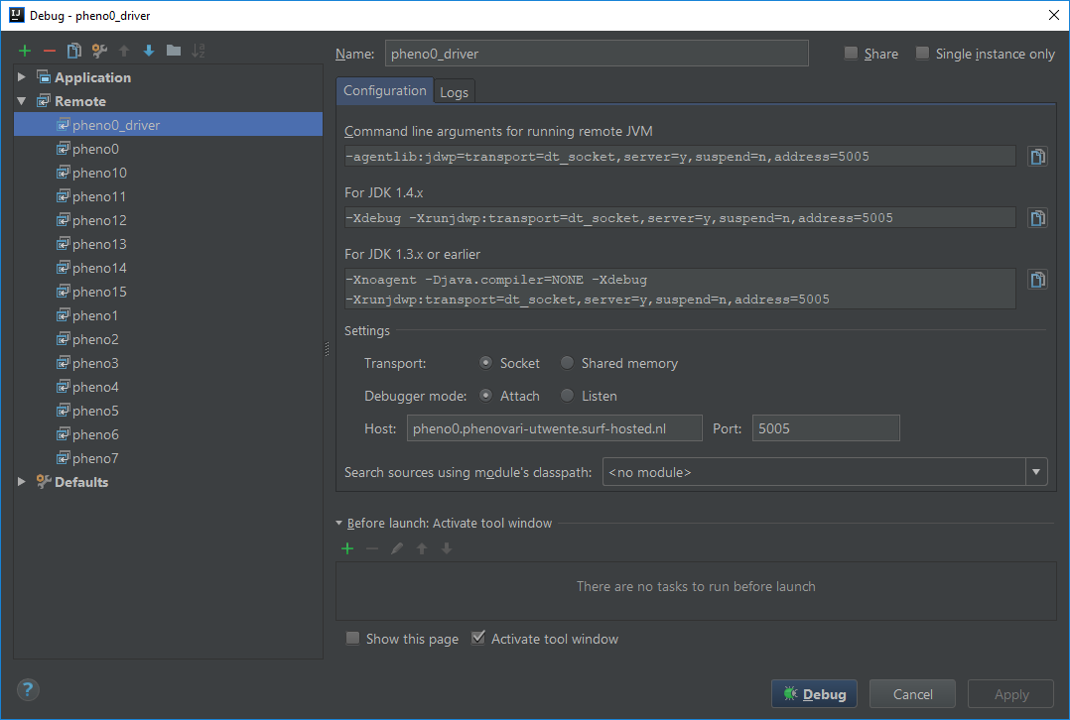 Debug - pheno0_driver
Name: pheno0_driver
Share
Single instance only
Application
Remote
pheno0_driver
pheno0
pheno10
pheno11
pheno12
pheno13
pheno14
pheno15
pheno1
pheno2
pheno3
pheno4
pheno5
pheno6
pheno7
Defaults
Configuration
Logs
Command line arguments for running remote JVM
-agentlib:jdwp=transport=dt_socket,server=y,suspend=n,address=5005
For JDK 1.4.x
-Xdebug -Xrunjdwp:transport=dt_socket,server=y,suspend=n,address=5005
For JDK 1.3.x or earlier
-Xnoagent -Djava.compiler=NONE -Xdebug
-Xrunjdwp:transport=dt_socket,server=y,suspend=n,address=5005
Settings
Transport: Socket Shared memory
Debugger mode: Attach Listen
Host: pheno0.phenovari-utwente.surf-hosted.nl Port: 5005
Search sources using module's classpath: <no module>
Before launch: Activate tool window
There are no tasks to run before launch
Show this page Activate tool window
? Debug Cancel Apply